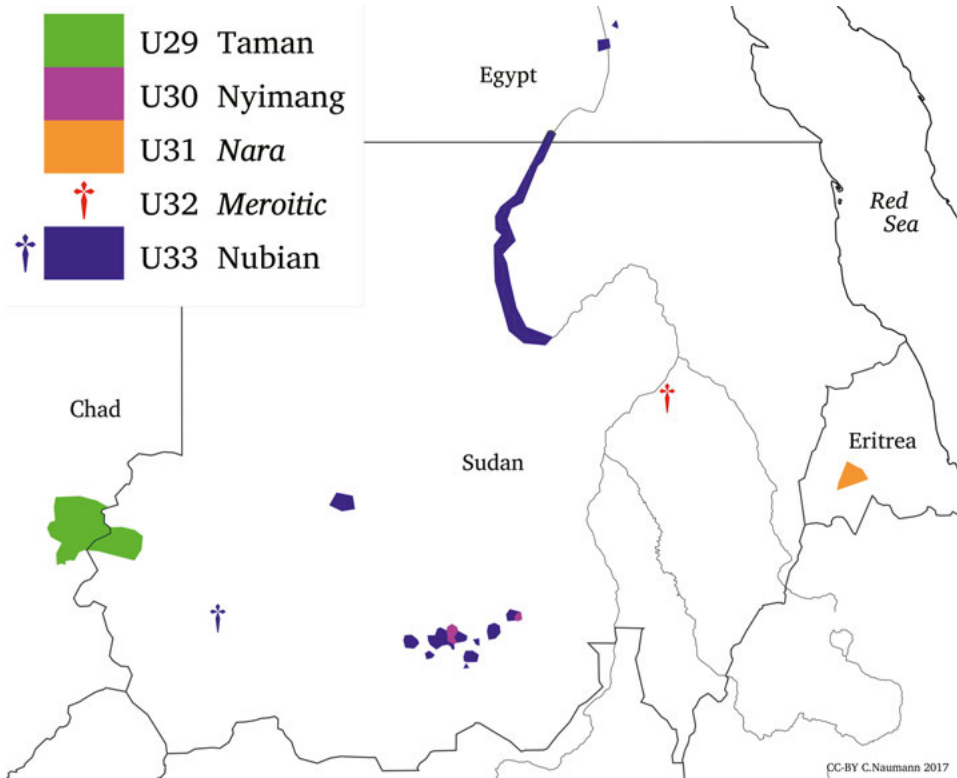 U29 Taman
U30 Nyimang
U31 Nara
U32 Meroitic
U33 Nubian
Egypt
Red
Sea
Chad
Sudan
Eritrea
CC-BY C.Naumann 2017